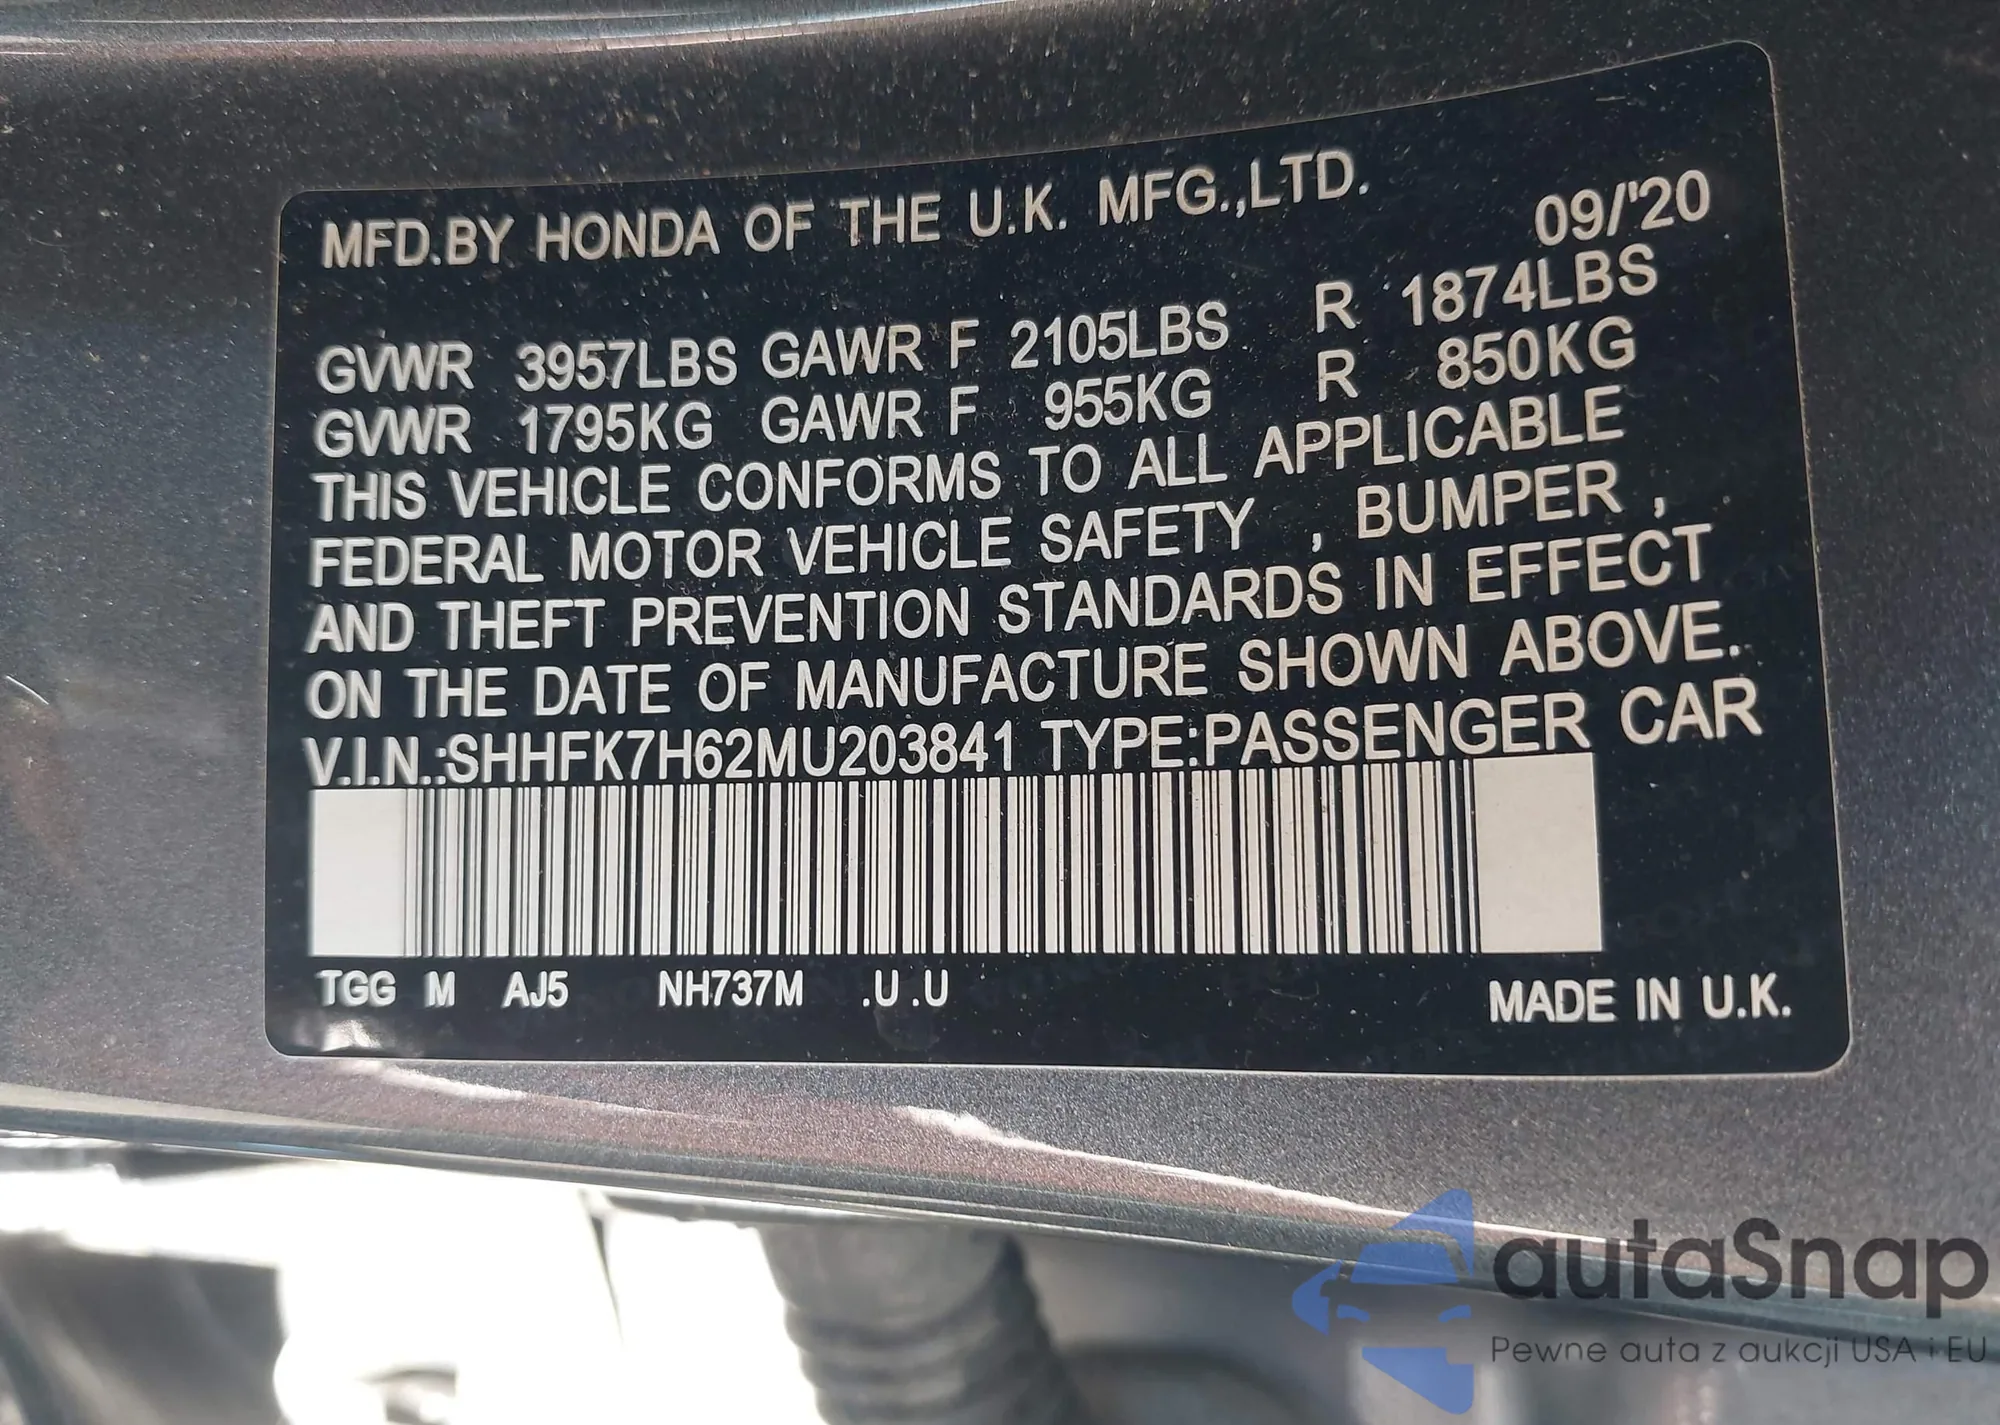 MFD.BY HONDA OF THE U.K. MFG.,LTD.
09/'20
GVWR 3957LBS GAWR F 2105LBS R 1874LBS
GVWR 1795KG GAWR F 955KG R 850KG
THIS VEHICLE CONFORMS TO ALL APPLICABLE
FEDERAL MOTOR VEHICLE SAFETY , BUMPER ,
AND THEFT PREVENTION STANDARDS IN EFFECT
ON THE DATE OF MANUFACTURE SHOWN ABOVE.
V.I.N.:SHHFK7H62MU203841 TYPE:PASSENGER CAR
TGG M AJ5 NH737M .U .U MADE IN U.K.
autaSnap
Pewne auta z aukcji USA i EU